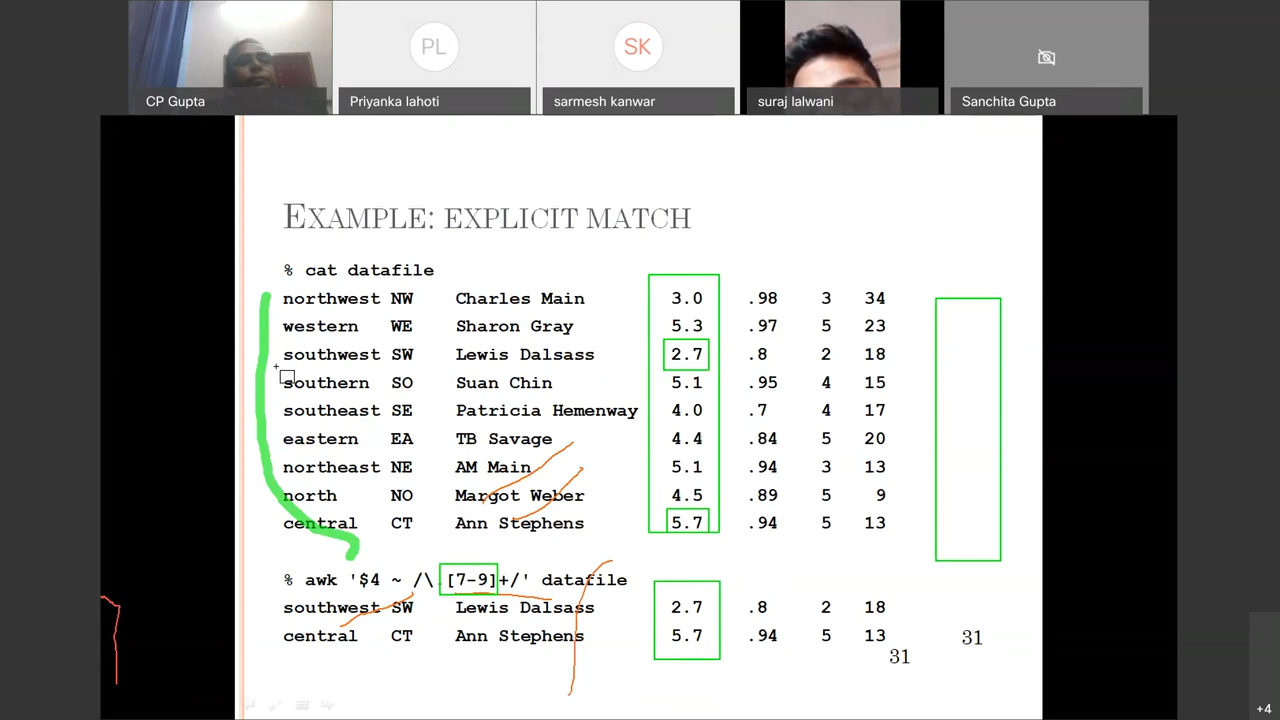 PL
SK
CP Gupta
Priyanka lahoti
sarmesh kanwar
suraj lalwani
Sanchita Gupta
EXAMPLE: EXPLICIT MATCH
% cat datafile
northwest NW Charles Main 3.0 .98 3 34
western WE Sharon Gray 5.3 .97 5 23
southwest SW Lewis Dalsass 2.7 .8 2 18
southern SO Suan Chin 5.1 .95 4 15
southeast SE Patricia Hemenway 4.0 .7 4 17
eastern EA TB Savage 4.4 .84 5 20
northeast NE AM Main 5.1 .94 3 13
north NO Margot Weber 4.5 .89 5 9
central CT Ann Stephens 5.7 .94 5 13
% awk '$4 ~ /\.[7-9]+/' datafile
southwest SW Lewis Dalsass 2.7 .8 2 18
central CT Ann Stephens 5.7 .94 5 13
31
31
+4